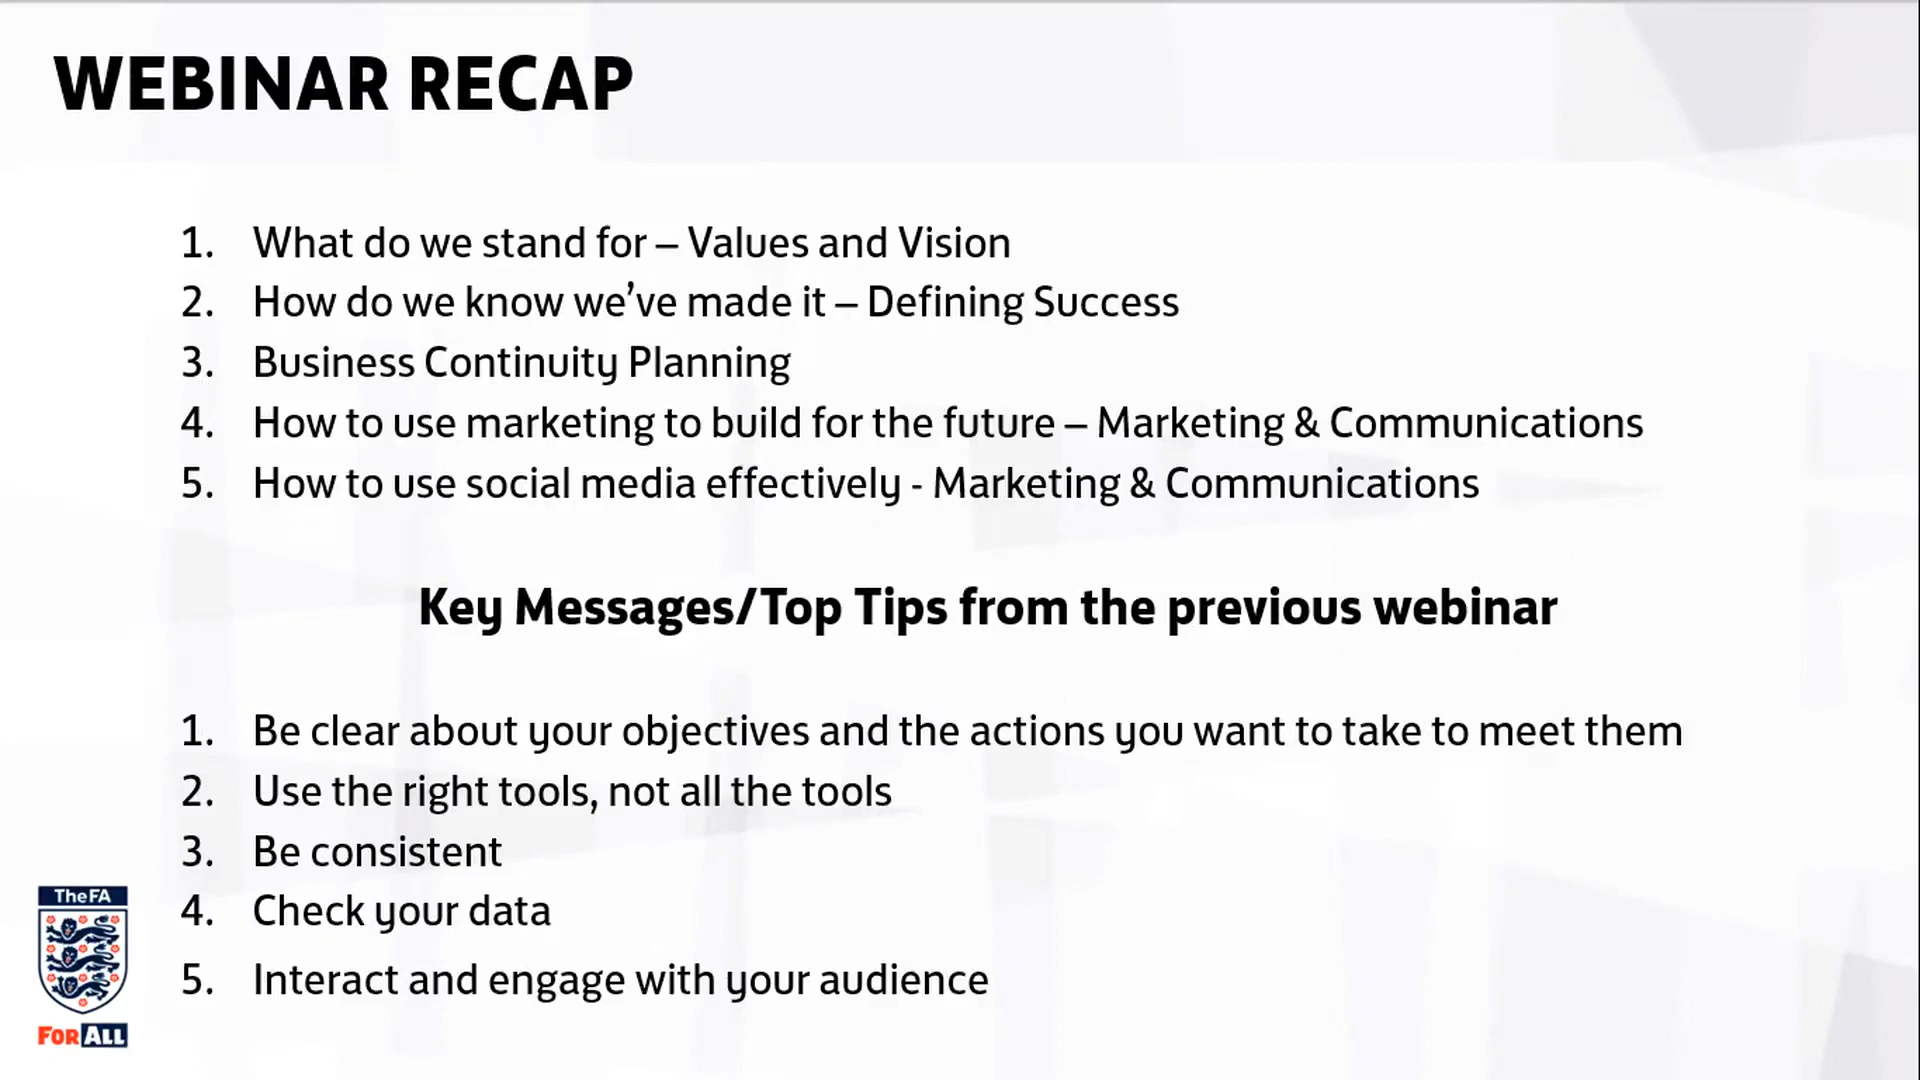 WEBINAR RECAP
1. What do we stand for – Values and Vision
2. How do we know we’ve made it – Defining Success
3. Business Continuity Planning
4. How to use marketing to build for the future – Marketing & Communications
5. How to use social media effectively - Marketing & Communications
Key Messages/Top Tips from the previous webinar
1. Be clear about your objectives and the actions you want to take to meet them
2. Use the right tools, not all the tools
3. Be consistent
4. Check your data
5. Interact and engage with your audience
The FA
FOR ALL